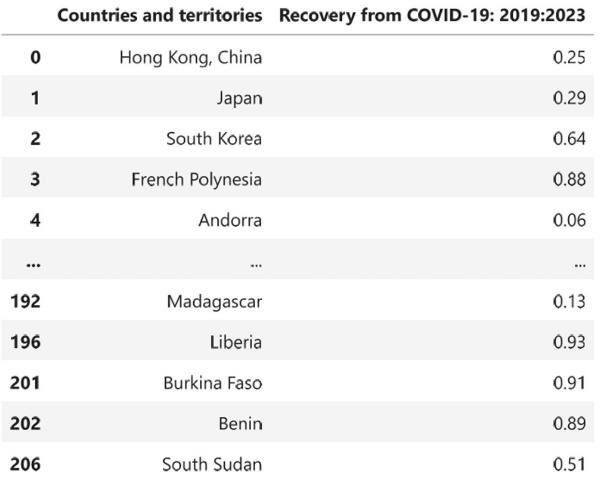 Countries and territories Recovery from COVID-19: 2019:2023
0 Hong Kong, China 0.25
1 Japan 0.29
2 South Korea 0.64
3 French Polynesia 0.88
4 Andorra 0.06
... ... ...
192 Madagascar 0.13
196 Liberia 0.93
201 Burkina Faso 0.91
202 Benin 0.89
206 South Sudan 0.51